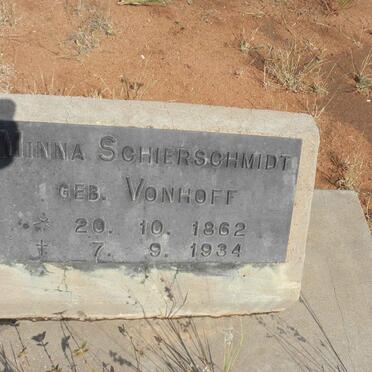 Minna Schierschmidt
geb. Vonhoff
* 20. 10. 1862
† 7. 9. 1934